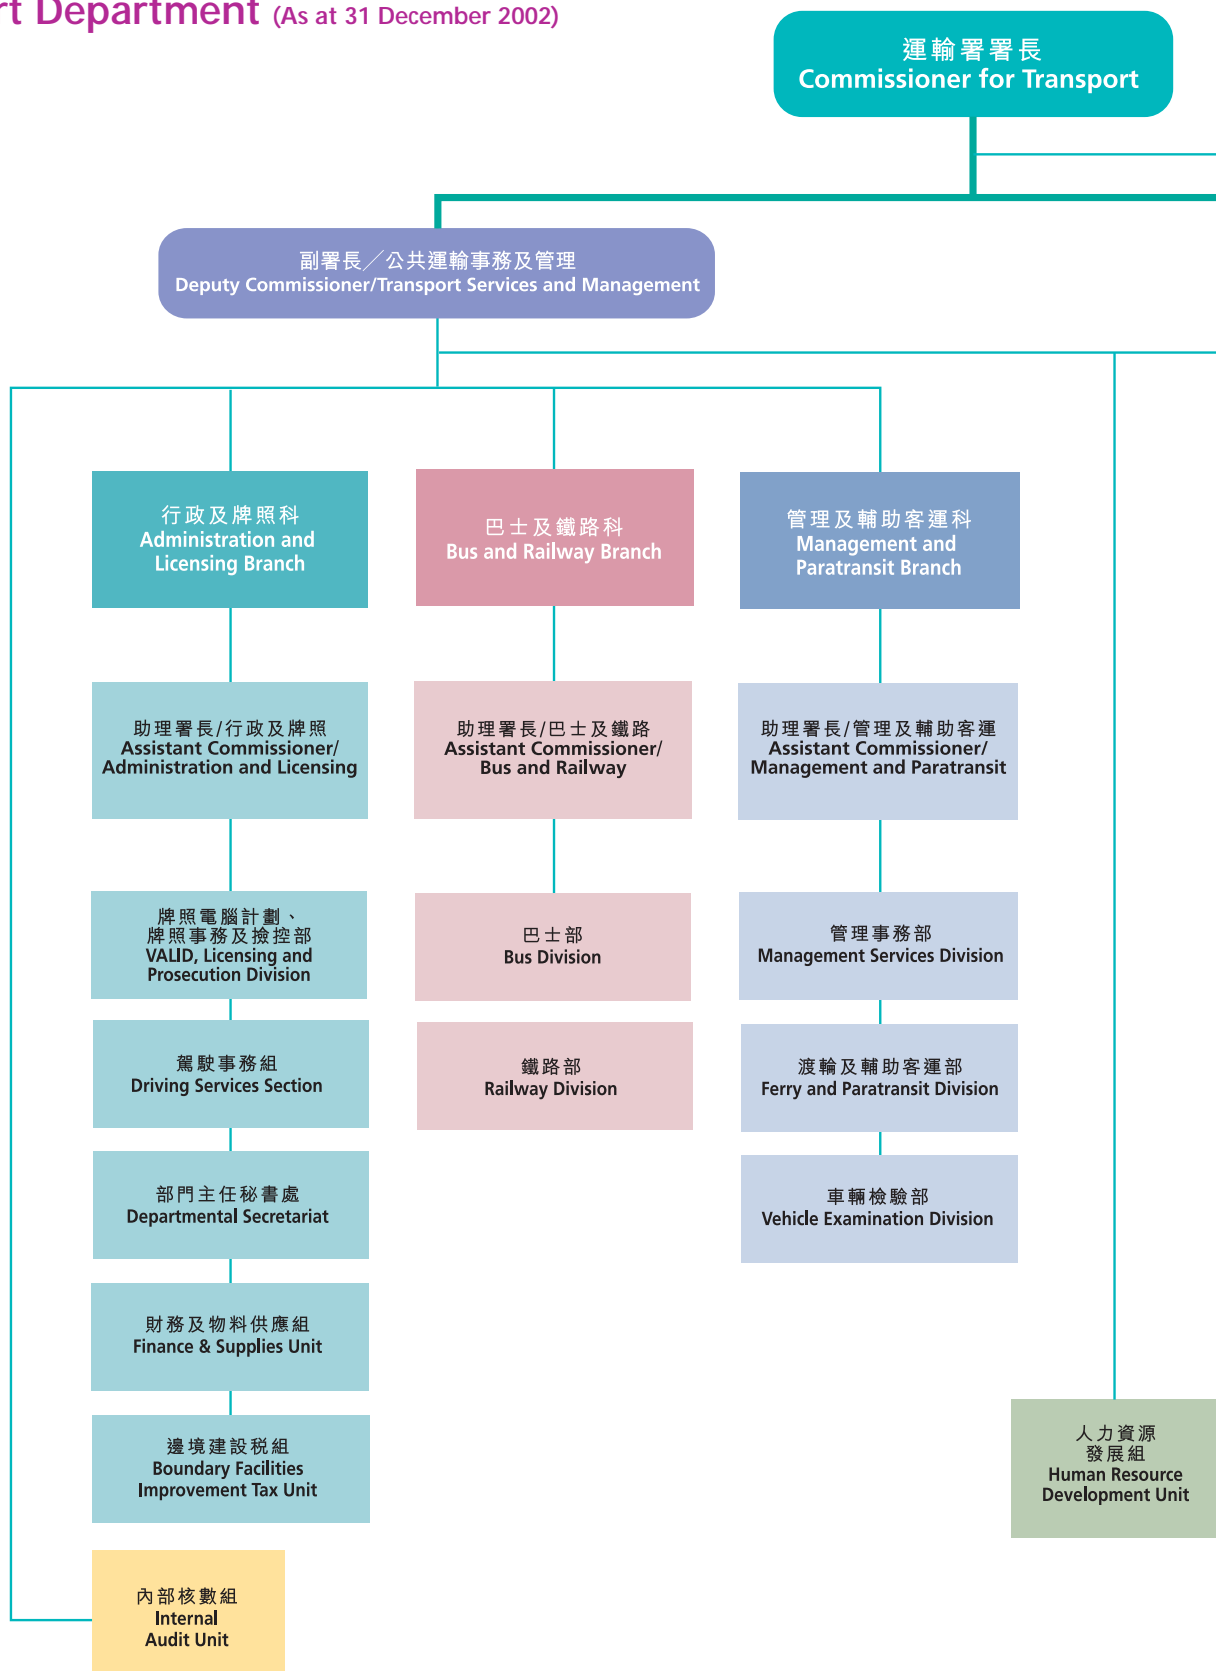 rt Department (As at 31 December 2002)
運輸署署長
Commissioner for Transport
副署長／公共運輸事務及管理
Deputy Commissioner/Transport Services and Management
行政及牌照科
Administration and
Licensing Branch
巴士及鐵路科
Bus and Railway Branch
管理及輔助客運科
Management and
Paratransit Branch
助理署長/行政及牌照
Assistant Commissioner/
Administration and Licensing
助理署長/巴士及鐵路
Assistant Commissioner/
Bus and Railway
助理署長/管理及輔助客運
Assistant Commissioner/
Management and Paratransit
牌照電腦計劃、
牌照事務及撿控部
VALID, Licensing and
Prosecution Division
巴士部
Bus Division
管理事務部
Management Services Division
駕駛事務組
Driving Services Section
鐵路部
Railway Division
渡輪及輔助客運部
Ferry and Paratransit Division
部門主任秘書處
Departmental Secretariat
車輛檢驗部
Vehicle Examination Division
財務及物料供應組
Finance & Supplies Unit
邊境建設税組
Boundary Facilities
Improvement Tax Unit
人力資源
發展組
Human Resource
Development Unit
內部核數組
Internal
Audit Unit